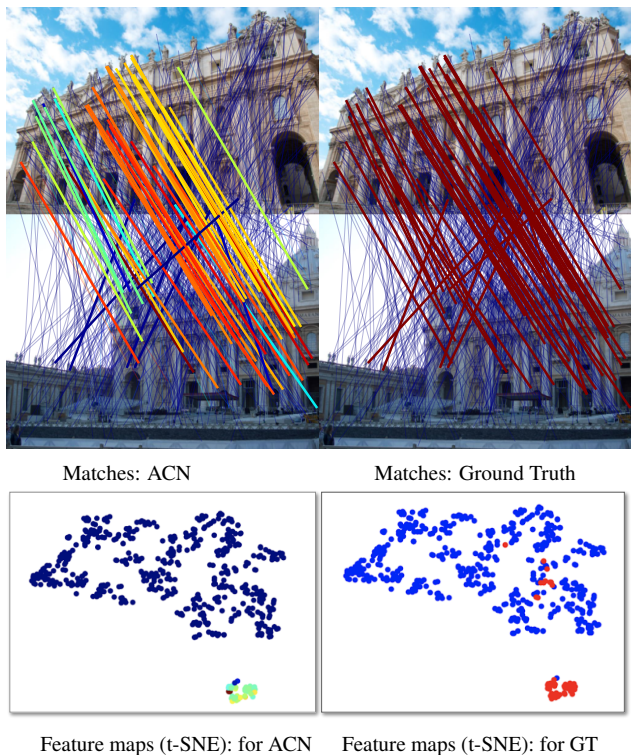 Matches: ACN
Matches: Ground Truth
Feature maps (t-SNE): for ACN
Feature maps (t-SNE): for GT